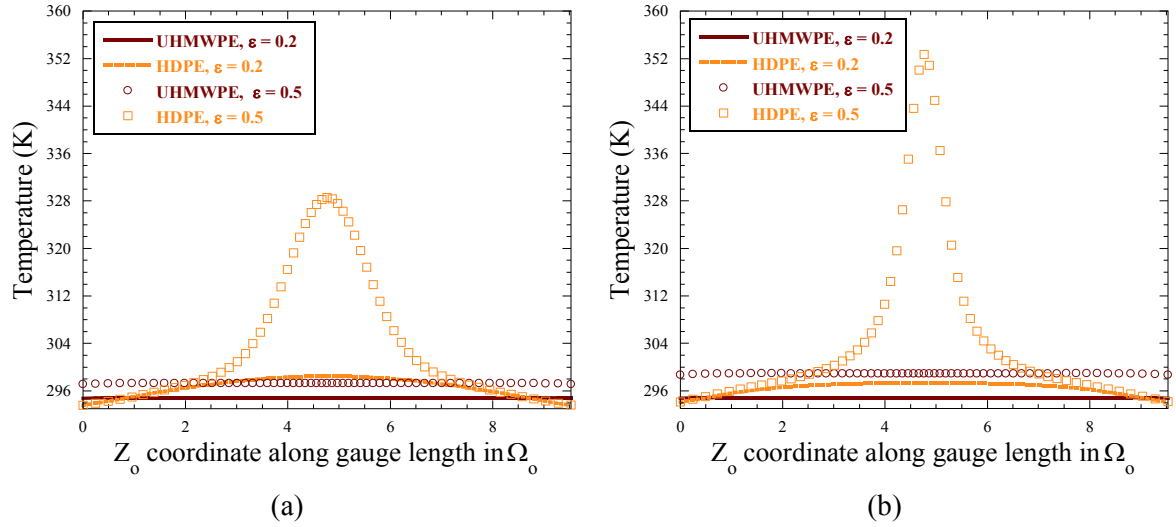 360
352
344
336
328
320
312
304
296
Temperature (K)
UHMWPE, ε = 0.2
HDPE, ε = 0.2
UHMWPE, ε = 0.5
HDPE, ε = 0.5
0 2 4 6 8
Zo coordinate along gauge length in Ωo
(a)
360
352
344
336
328
320
312
304
296
Temperature (K)
UHMWPE, ε = 0.2
HDPE, ε = 0.2
UHMWPE, ε = 0.5
HDPE, ε = 0.5
0 2 4 6 8
Zo coordinate along gauge length in Ωo
(b)